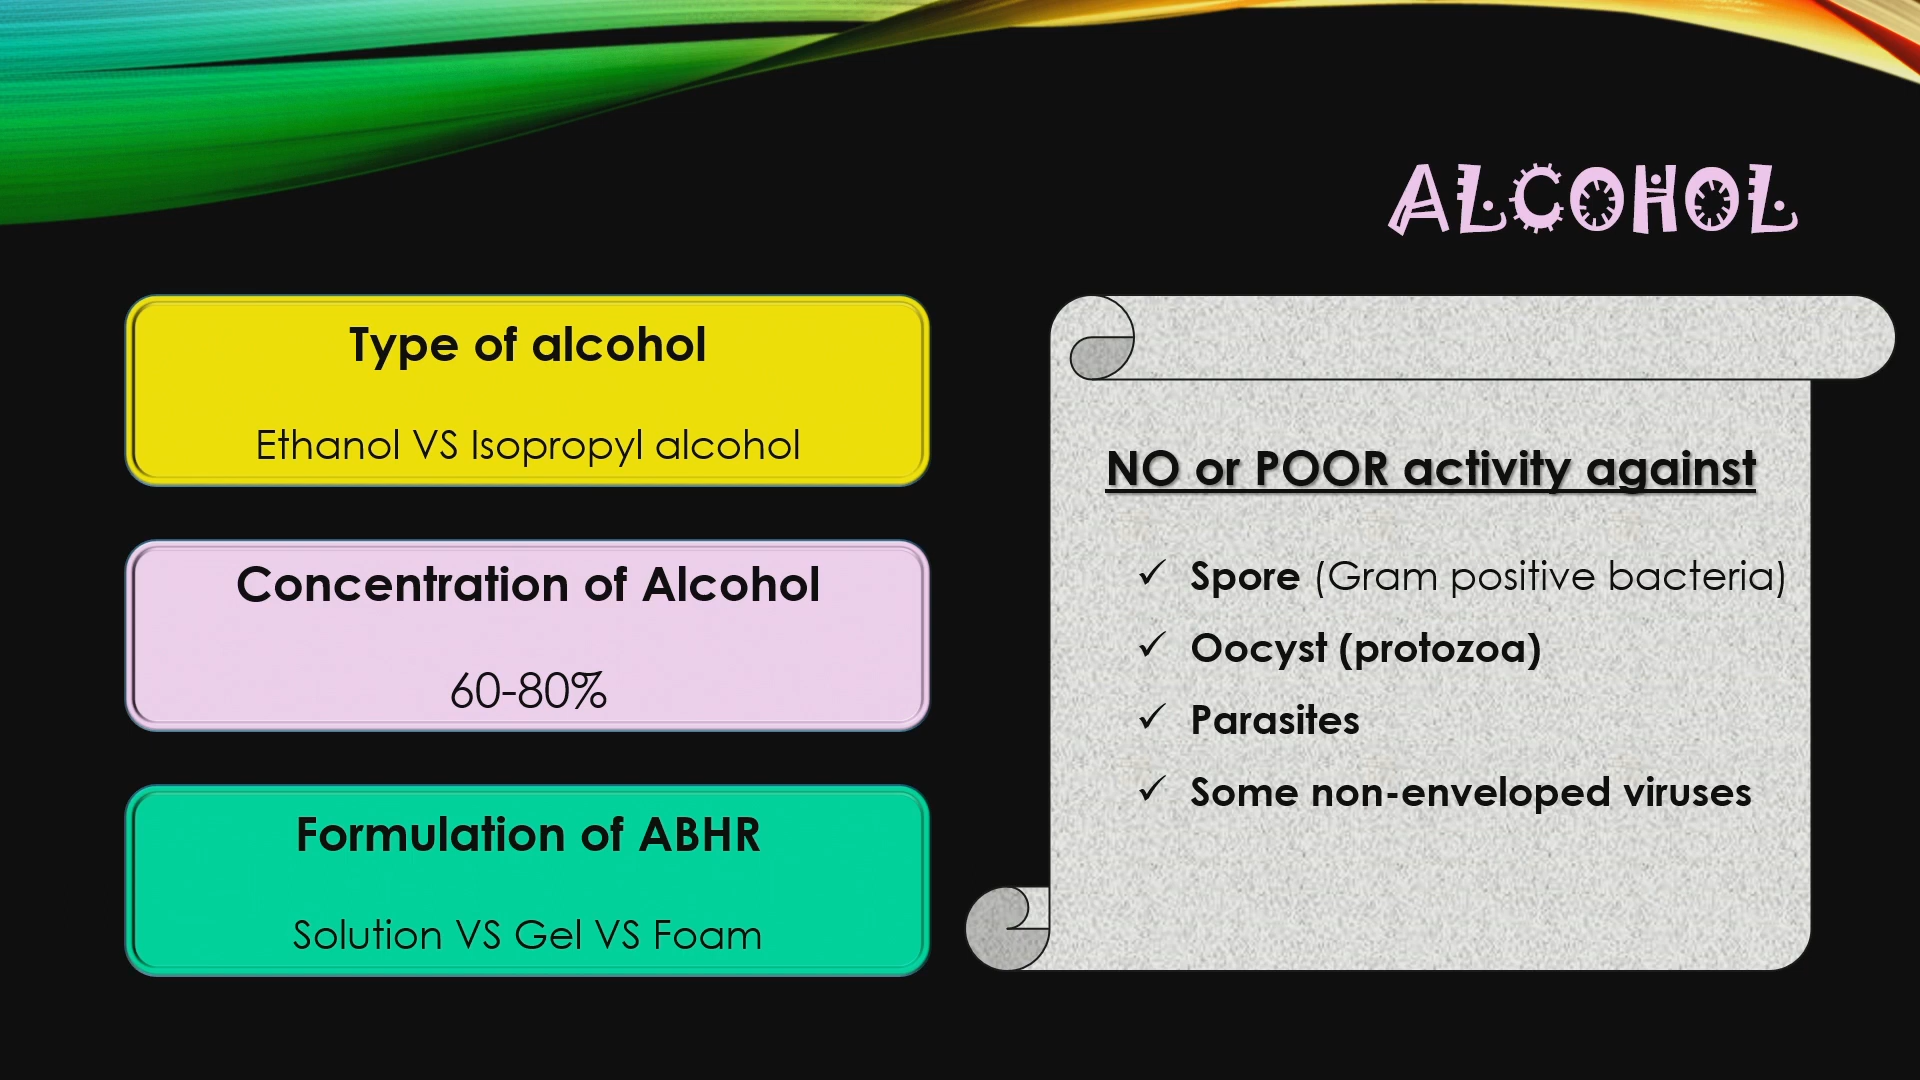 ALCOHOL
Type of alcohol
Ethanol VS Isopropyl alcohol
Concentration of Alcohol
60-80%
Formulation of ABHR
Solution VS Gel VS Foam
NO or POOR activity against
✓ Spore (Gram positive bacteria)
✓ Oocyst (protozoa)
✓ Parasites
✓ Some non-enveloped viruses